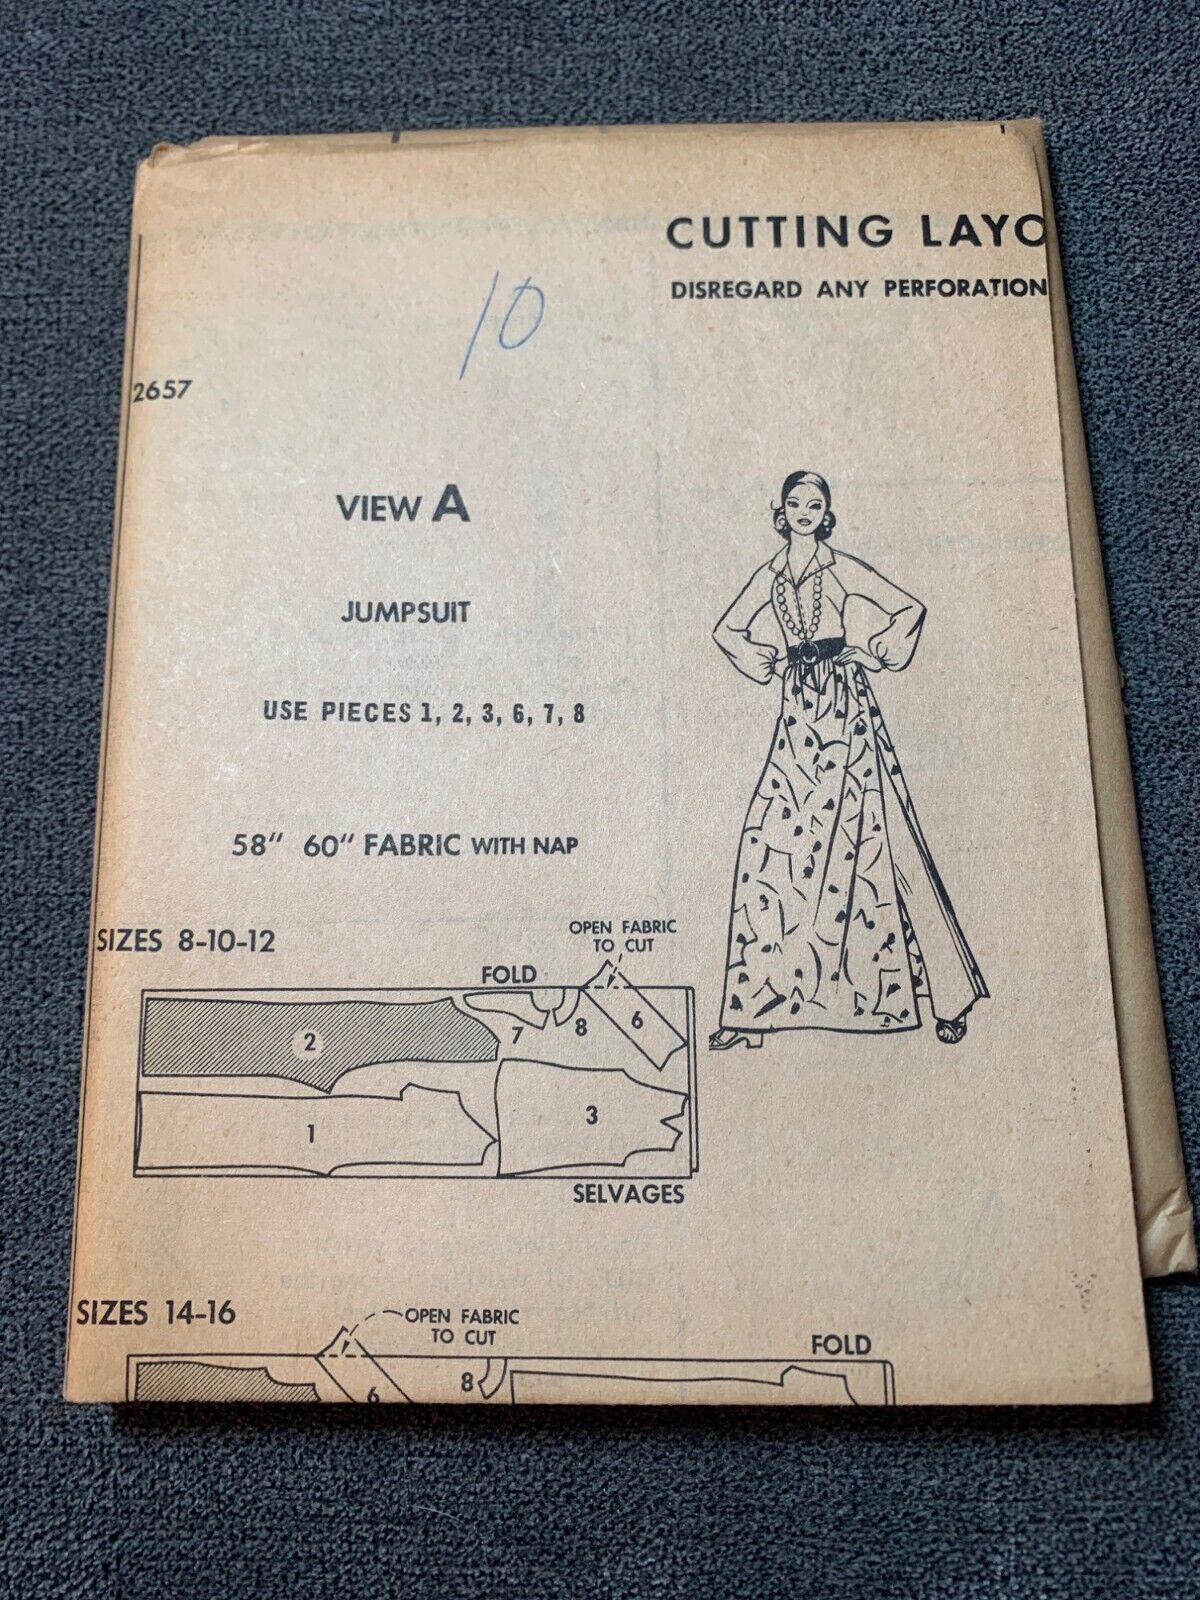 CUTTING LAYO
DISREGARD ANY PERFORATION
10
2657
VIEW A
JUMPSUIT
USE PIECES 1, 2, 3, 6, 7, 8
58" 60" FABRIC WITH NAP
SIZES 8-10-12
OPEN FABRIC
TO CUT
FOLD
2
7
8
6
1
3
SELVAGES
SIZES 14-16
OPEN FABRIC
TO CUT
FOLD
6
8